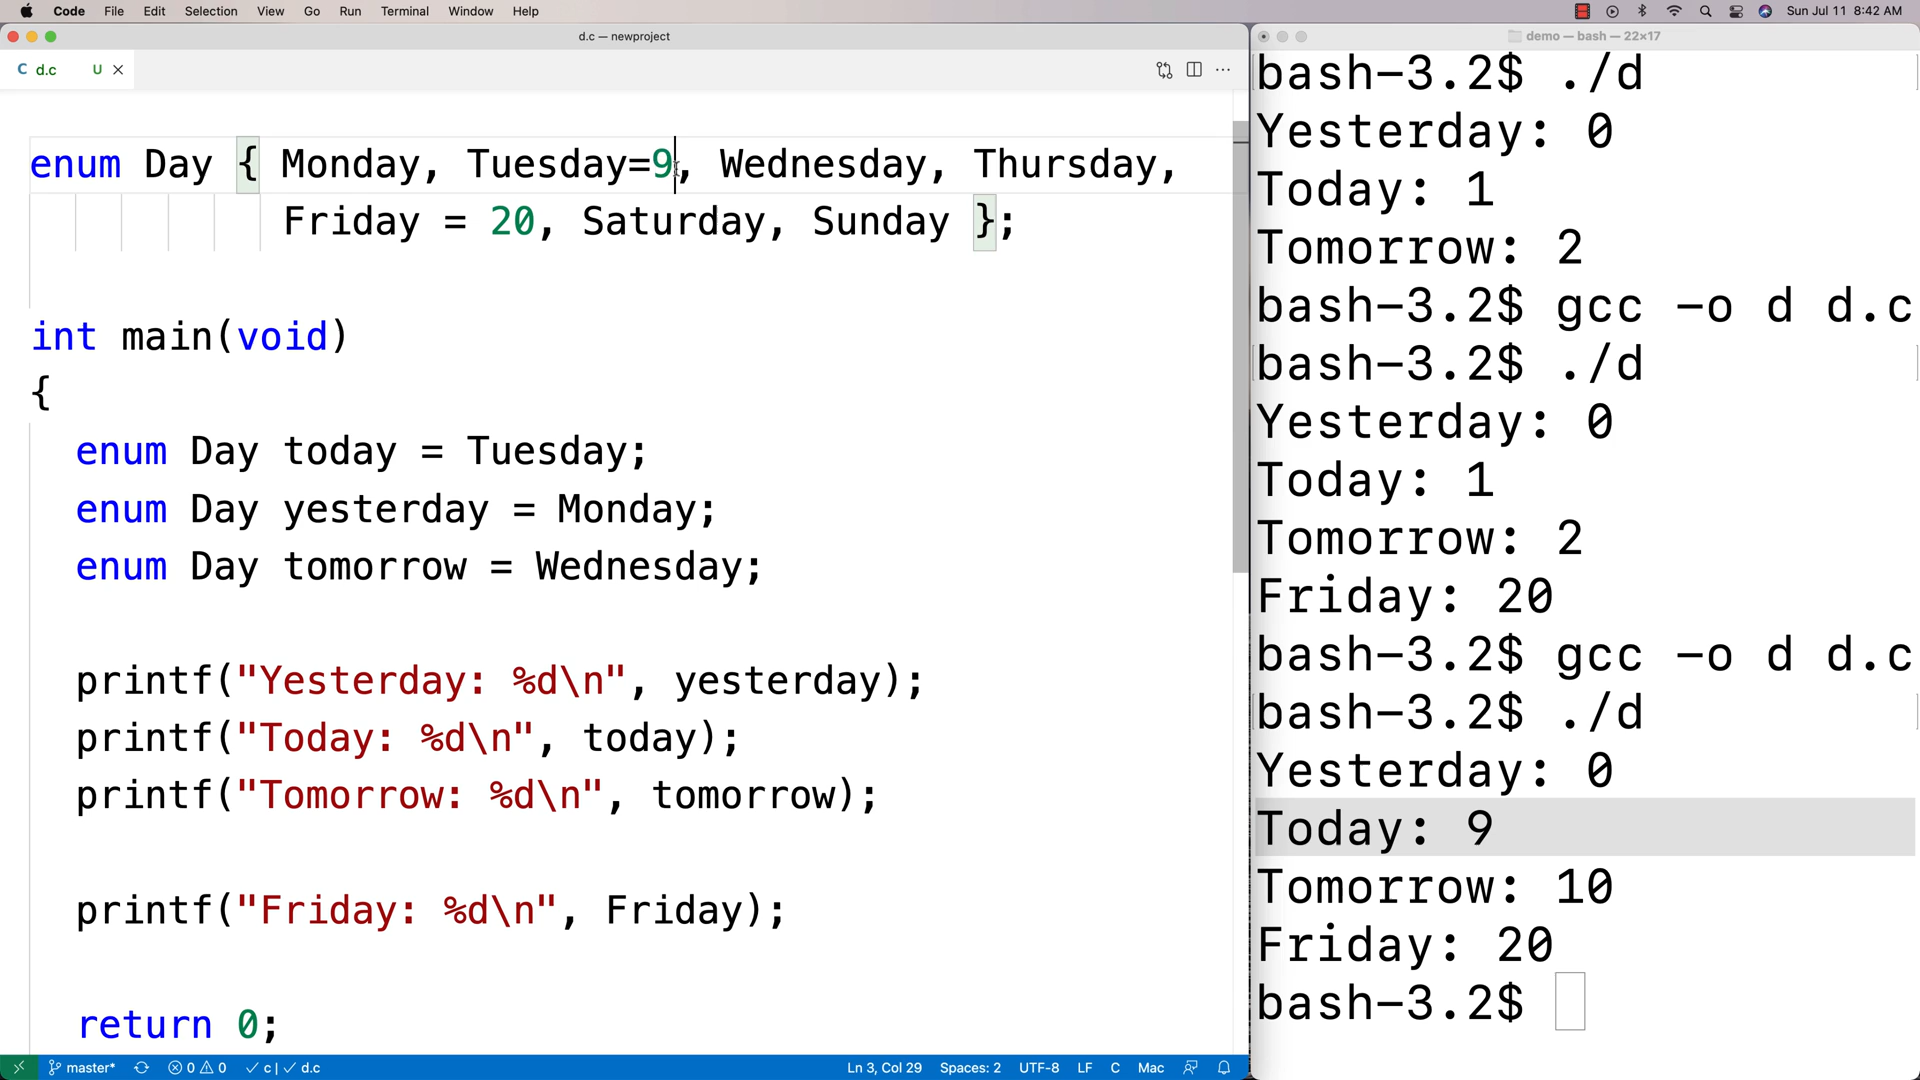 Code File Edit Selection View Go Run Terminal Window Help
Sun Jul 11 8:42 AM
d.c — newproject
C d.c U
enum Day { Monday, Tuesday=9, Wednesday, Thursday,
Friday = 20, Saturday, Sunday };
int main(void)
{
enum Day today = Tuesday;
enum Day yesterday = Monday;
enum Day tomorrow = Wednesday;
printf("Yesterday: %d\n", yesterday);
printf("Today: %d\n", today);
printf("Tomorrow: %d\n", tomorrow);
printf("Friday: %d\n", Friday);
return 0;
master* 0 0 c | d.c Ln 3, Col 29 Spaces: 2 UTF-8 LF C Mac
demo — bash — 22×17
bash-3.2$ ./d
Yesterday: 0
Today: 1
Tomorrow: 2
bash-3.2$ gcc -o d d.c
bash-3.2$ ./d
Yesterday: 0
Today: 1
Tomorrow: 2
Friday: 20
bash-3.2$ gcc -o d d.c
bash-3.2$ ./d
Yesterday: 0
Today: 9
Tomorrow: 10
Friday: 20
bash-3.2$